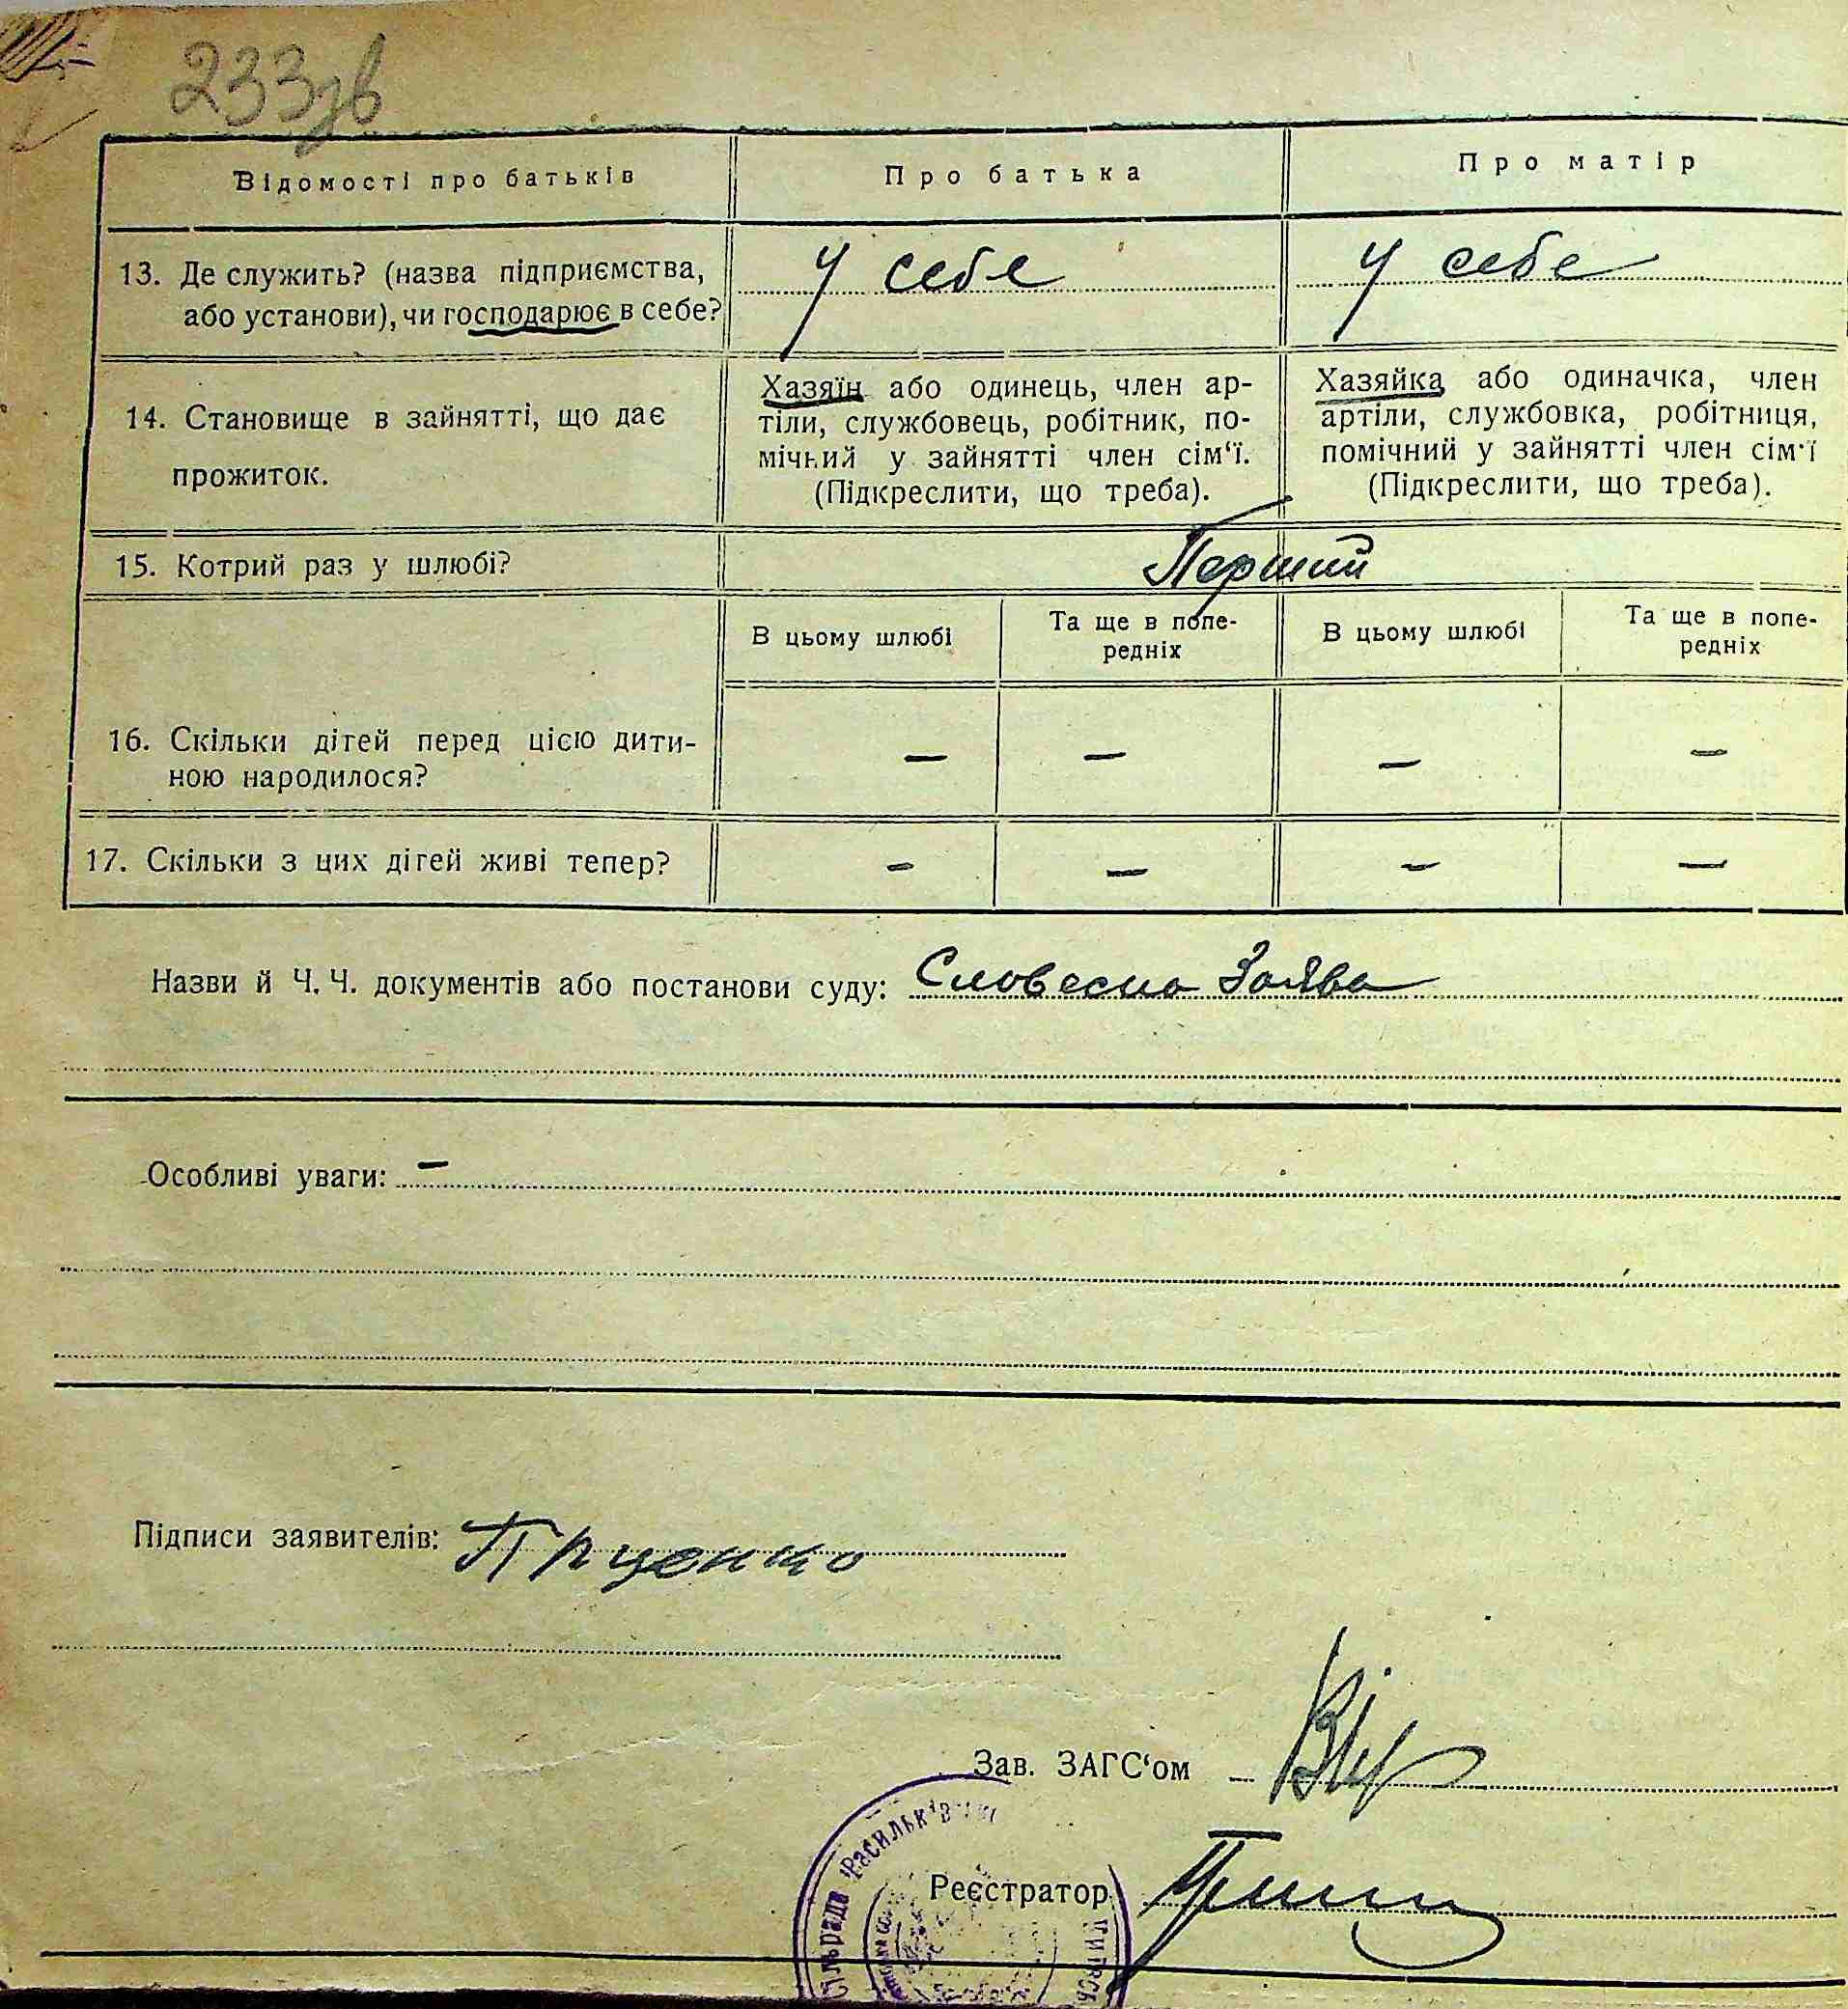 233зв
Відомості про батьків
Про батька
Про матір
13. Де служить? (назва підприємства,
або установи), чи господарює в себе?
У себе
У себе
14. Становище в зайнятті, що дає
прожиток.
Хазяїн або одинець, член ар-
тіли, службовець, робітник, по-
мічний у зайнятті член сім‘ї.
(Підкреслити, що треба).
Хазяйка або одиначка, член
артіли, службовка, робітниця,
помічний у зайнятті член сім‘ї
(Підкреслити, що треба).
15. Котрий раз у шлюбі?
Перший
В цьому шлюбі
Та ще в попе-
редніх
В цьому шлюбі
Та ще в попе-
редніх
16. Скільки дітей перед цією дити-
ною народилося?
— — — —
17. Скільки з цих дітей живі тепер?
— — — —
Назви й Ч. Ч. документів або постанови суду: Словесна Заява
Особливі уваги: —
Підписи заявителів: Проценко
Зав. ЗАГС‘ом
Реєстратор
Сільрада Васильків